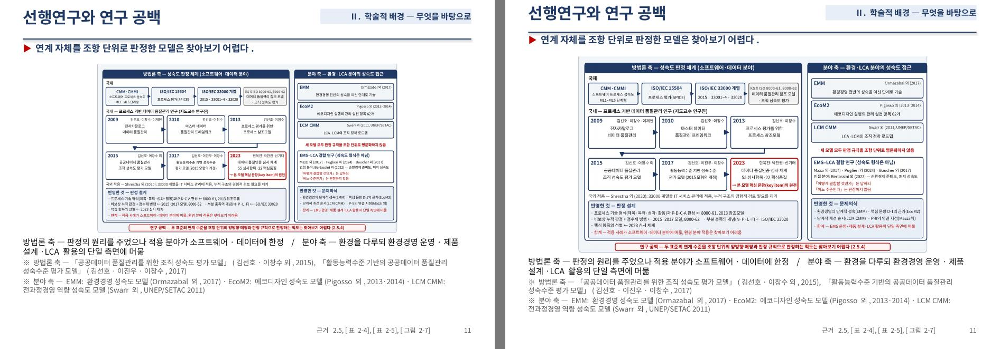 선행연구와 연구 공백
II. 학술적 배경 — 무엇을 바탕으로
▶ 연계 자체를 조항 단위로 판정한 모델은 찾아보기 어렵다 .
방법론 축 — 성숙도 판정 체계 (소프트웨어·데이터 분야)
국제
CMM·CMMI
소프트웨어 프로세스 성숙도
ML1~ML5 단계형
ISO/IEC 15504
프로세스 평가(SPICE)
ISO/IEC 33000 계열
2015 · 33001~4 · 33020
KS X ISO 8000-61, 8000-62
데이터 품질관리 참조 모델
· 조직 성숙도 평가
국내 — 프로세스 기반 데이터 품질관리 연구 (지도교수 연구진)
2009 김선호·이창수·이제현
전자카탈로그
데이터 품질관리
2010 김선호·이창수
마스터 데이터
품질관리 프레임워크
2013 김선호·이창수
프로세스 평가를 위한
프로세스 참조모델
2015 김선호·이창수 외
공공데이터 품질관리
조직 성숙도 평가 모델
2017 김선호·이진우·이창수
활동능력수준 기반 성숙수준
평가 모델 (2015 모형의 개정)
2023 현욱진·박찬권·신기태
데이터 품질인증 심사 체계
55 심사항목·22 핵심품질
→ 본 모델 핵심 문항(key item)의 원천
국외 적용 — Shrestha 외 (2020): 33000 계열을 IT 서비스 관리에 적용, 누적 구조의 경험적 검토 필요를 제기
반영한 것 — 판정 설계
· 프로세스 기술 형식(제목·목적·성과·활동)과 P-D-C-A 편성 ← 8000-61, 2013 참조모델
· 비보상 누적 판정 + 점수제 병행 ← 2015·2017 모델, 8000-62 · 부분 충족의 개념(N·P·L·F) ← ISO/IEC 33020
· 핵심 항목의 선별 ← 2023 심사 체계
· 한계 — 적용 사례가 소프트웨어·데이터 분야에 머묾, 환경 분야 적용은 찾아보기 어려움
분야 축 — 환경·LCA 분야의 성숙도 접근
EMM Ormazabal 외 (2017)
환경경영 전반의 성숙을 여섯 단계로 기술
EcoM2 Pigosso 외 (2013·2014)
에코디자인 실행의 관리 실천 항목 62개
LCM CMM Swarr 외 (2011, UNEP/SETAC)
LCA·LCM의 조직 정착 로드맵
세 모델 모두 판정 규칙을 조항 단위로 명문화하지 않음
EMS–LCA 결합 연구 (성숙도 형식은 아님)
Mazzi 외 (2017) · Puglieri 외 (2024) · Boucher 외 (2017)
인접 분야: Bertassini 외 (2022) — 순환경제 준비도, 퍼지 성숙도
「어떻게 결합할 것인가」는 답하되
「어느 수준인가」는 판정하지 않음
반영한 것 — 문제의식
· 환경경영의 단계적 성숙(EMM) · 핵심 문항 D-1의 근거(EcoM2)
· 단계적 개선 순서(LCM CMM) · P-9의 연결 지점(Mazzi 외)
· 한계 — EMS 운영·제품 설계·LCA 활용의 단일 측면에 머묾
연구 공백 — 두 표준의 연계 수준을 조항 단위의 양방향 매핑과 판정 규칙으로 판정하는 척도는 찾아보기 어렵다 (2.5.4)
방법론 축 — 판정의 원리를 주었으나 적용 분야가 소프트웨어 · 데이터에 한정 / 분야 축 — 환경을 다루되 환경경영 운영 · 제품
설계 ·LCA 활용의 단일 측면에 머묾
※ 방법론 축 — 「공공데이터 품질관리를 위한 조직 성숙도 평가 모델」 ( 김선호 · 이창수 외 , 2015), 「활동능력수준 기반의 공공데이터 품질관리
성숙수준 평가 모델」 ( 김선호 · 이진우 · 이창수 , 2017)
※ 분야 축 — EMM: 환경경영 성숙도 모델 (Ormazabal 외 , 2017) · EcoM2: 에코디자인 성숙도 모델 (Pigosso 외 , 2013·2014) · LCM CMM:
전과정경영 역량 성숙도 모델 (Swarr 외 , UNEP/SETAC 2011)
근거 2.5, [ 표 2-4], [ 표 2-5], [ 그림 2-7] 11
선행연구와 연구 공백
II. 학술적 배경 — 무엇을 바탕으로
▶ 연계 자체를 조항 단위로 판정한 모델은 찾아보기 어렵다 .
방법론 축 — 성숙도 판정 체계 (소프트웨어·데이터 분야)
국제
CMM·CMMI
소프트웨어 프로세스 성숙도
ML1~ML5 단계형
ISO/IEC 15504
프로세스 평가(SPICE)
ISO/IEC 33000 계열
2015 · 33001~4 · 33020
KS X ISO 8000-61, 8000-62
데이터 품질관리 참조 모델
· 조직 성숙도 평가
국내 — 프로세스 기반 데이터 품질관리 연구 (지도교수 연구진)
2009 김선호·이창수·이제현
전자카탈로그
데이터 품질관리
2010 김선호·이창수
마스터 데이터
품질관리 프레임워크
2013 김선호·이창수
프로세스 평가를 위한
프로세스 참조모델
2015 김선호·이창수 외
공공데이터 품질관리
조직 성숙도 평가 모델
2017 김선호·이진우·이창수
활동능력수준 기반 성숙수준
평가 모델 (2015 모형의 개정)
2023 현욱진·박찬권·신기태
데이터 품질인증 심사 체계
55 심사항목·22 핵심품질
→ 본 모델 핵심 문항(key item)의 원천
국외 적용 — Shrestha 외 (2020): 33000 계열을 IT 서비스 관리에 적용, 누적 구조의 경험적 검토 필요를 제기
반영한 것 — 판정 설계
· 프로세스 기술 형식(제목·목적·성과·활동)과 P-D-C-A 편성 ← 8000-61, 2013 참조모델
· 비보상 누적 판정 + 점수제 병행 ← 2015·2017 모델, 8000-62 · 부분 충족의 개념(N·P·L·F) ← ISO/IEC 33020
· 핵심 항목의 선별 ← 2023 심사 체계
· 한계 — 적용 사례가 소프트웨어·데이터 분야에 머묾, 환경 분야 적용은 찾아보기 어려움
분야 축 — 환경·LCA 분야의 성숙도 접근
EMM Ormazabal 외 (2017)
환경경영 전반의 성숙을 여섯 단계로 기술
EcoM2 Pigosso 외 (2013·2014)
에코디자인 실행의 관리 실천 항목 62개
LCM CMM Swarr 외 (2011, UNEP/SETAC)
LCA·LCM의 조직 정착 로드맵
세 모델 모두 판정 규칙을 조항 단위로 명문화하지 않음
EMS–LCA 결합 연구 (성숙도 형식은 아님)
Mazzi 외 (2017) · Puglieri 외 (2024) · Boucher 외 (2017)
인접 분야: Bertassini 외 (2022) — 순환경제 준비도, 퍼지 성숙도
「어떻게 결합할 것인가」는 답하되
「어느 수준인가」는 판정하지 않음
반영한 것 — 문제의식
· 환경경영의 단계적 성숙(EMM) · 핵심 문항 D-1의 근거(EcoM2)
· 단계적 개선 순서(LCM CMM) · P-9의 연결 지점(Mazzi 외)
· 한계 — EMS 운영·제품 설계·LCA 활용의 단일 측면에 머묾
연구 공백 — 두 표준의 연계 수준을 조항 단위의 양방향 매핑과 판정 규칙으로 판정하는 척도는 찾아보기 어렵다 (2.5.4)
방법론 축 — 판정의 원리를 주었으나 적용 분야가 소프트웨어 · 데이터에 한정 / 분야 축 — 환경을 다루되 환경경영 운영 · 제품
설계 ·LCA 활용의 단일 측면에 머묾
※ 방법론 축 — 「공공데이터 품질관리를 위한 조직 성숙도 평가 모델」 ( 김선호 · 이창수 외 , 2015), 「활동능력수준 기반의 공공데이터 품질관리
성숙수준 평가 모델」 ( 김선호 · 이진우 · 이창수 , 2017)
※ 분야 축 — EMM: 환경경영 성숙도 모델 (Ormazabal 외 , 2017) · EcoM2: 에코디자인 성숙도 모델 (Pigosso 외 , 2013·2014) · LCM CMM:
전과정경영 역량 성숙도 모델 (Swarr 외 , UNEP/SETAC 2011)
근거 2.5, [ 표 2-4], [ 표 2-5], [ 그림 2-7] 11